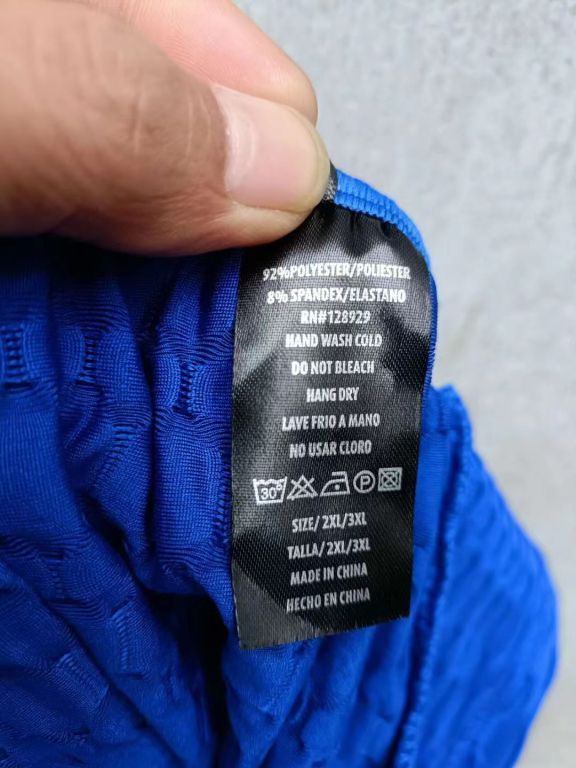 92%POLYESTER/POLIESTER
8% SPANDEX/ELASTANO
RN#128929
HAND WASH COLD
DO NOT BLEACH
HANG DRY
LAVE FRIO A MANO
NO USAR CLORO
30° P
SIZE/ 2XL/3XL
TALLA/ 2XL/3XL
MADE IN CHINA
HECHO EN CHINA